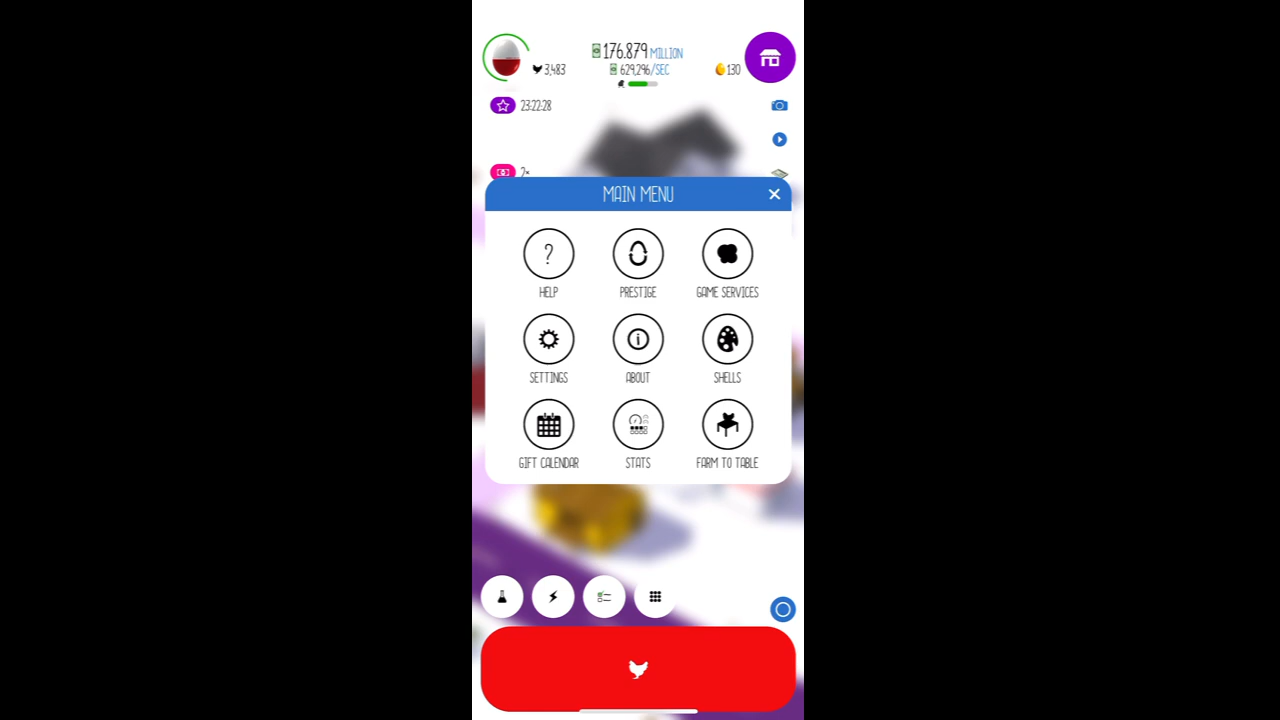 176.879 MILLION
3,483
629,296/SEC
130
23:22:28
2×
MAIN MENU
?
HELP
PRESTIGE
GAME SERVICES
SETTINGS
ABOUT
SHELLS
GIFT CALENDAR
STATS
FARM TO TABLE